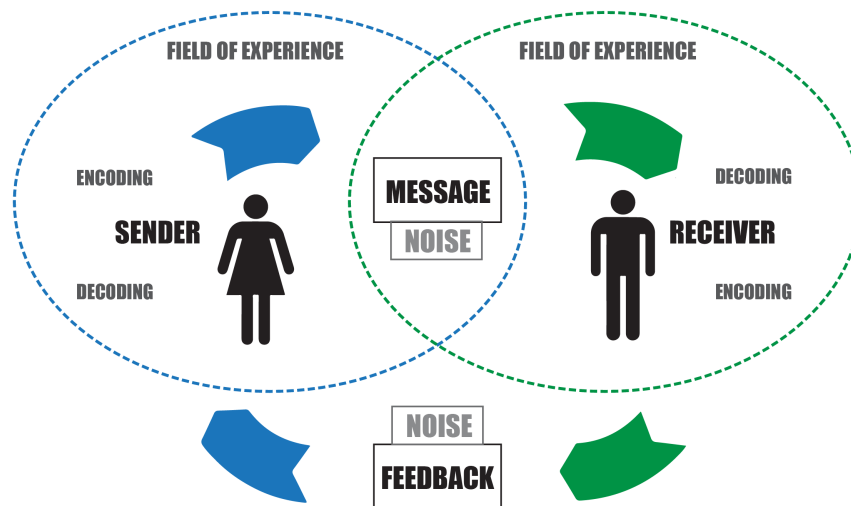 FIELD OF EXPERIENCE
FIELD OF EXPERIENCE
ENCODING
MESSAGE
DECODING
SENDER
NOISE
RECEIVER
DECODING
ENCODING
NOISE
FEEDBACK